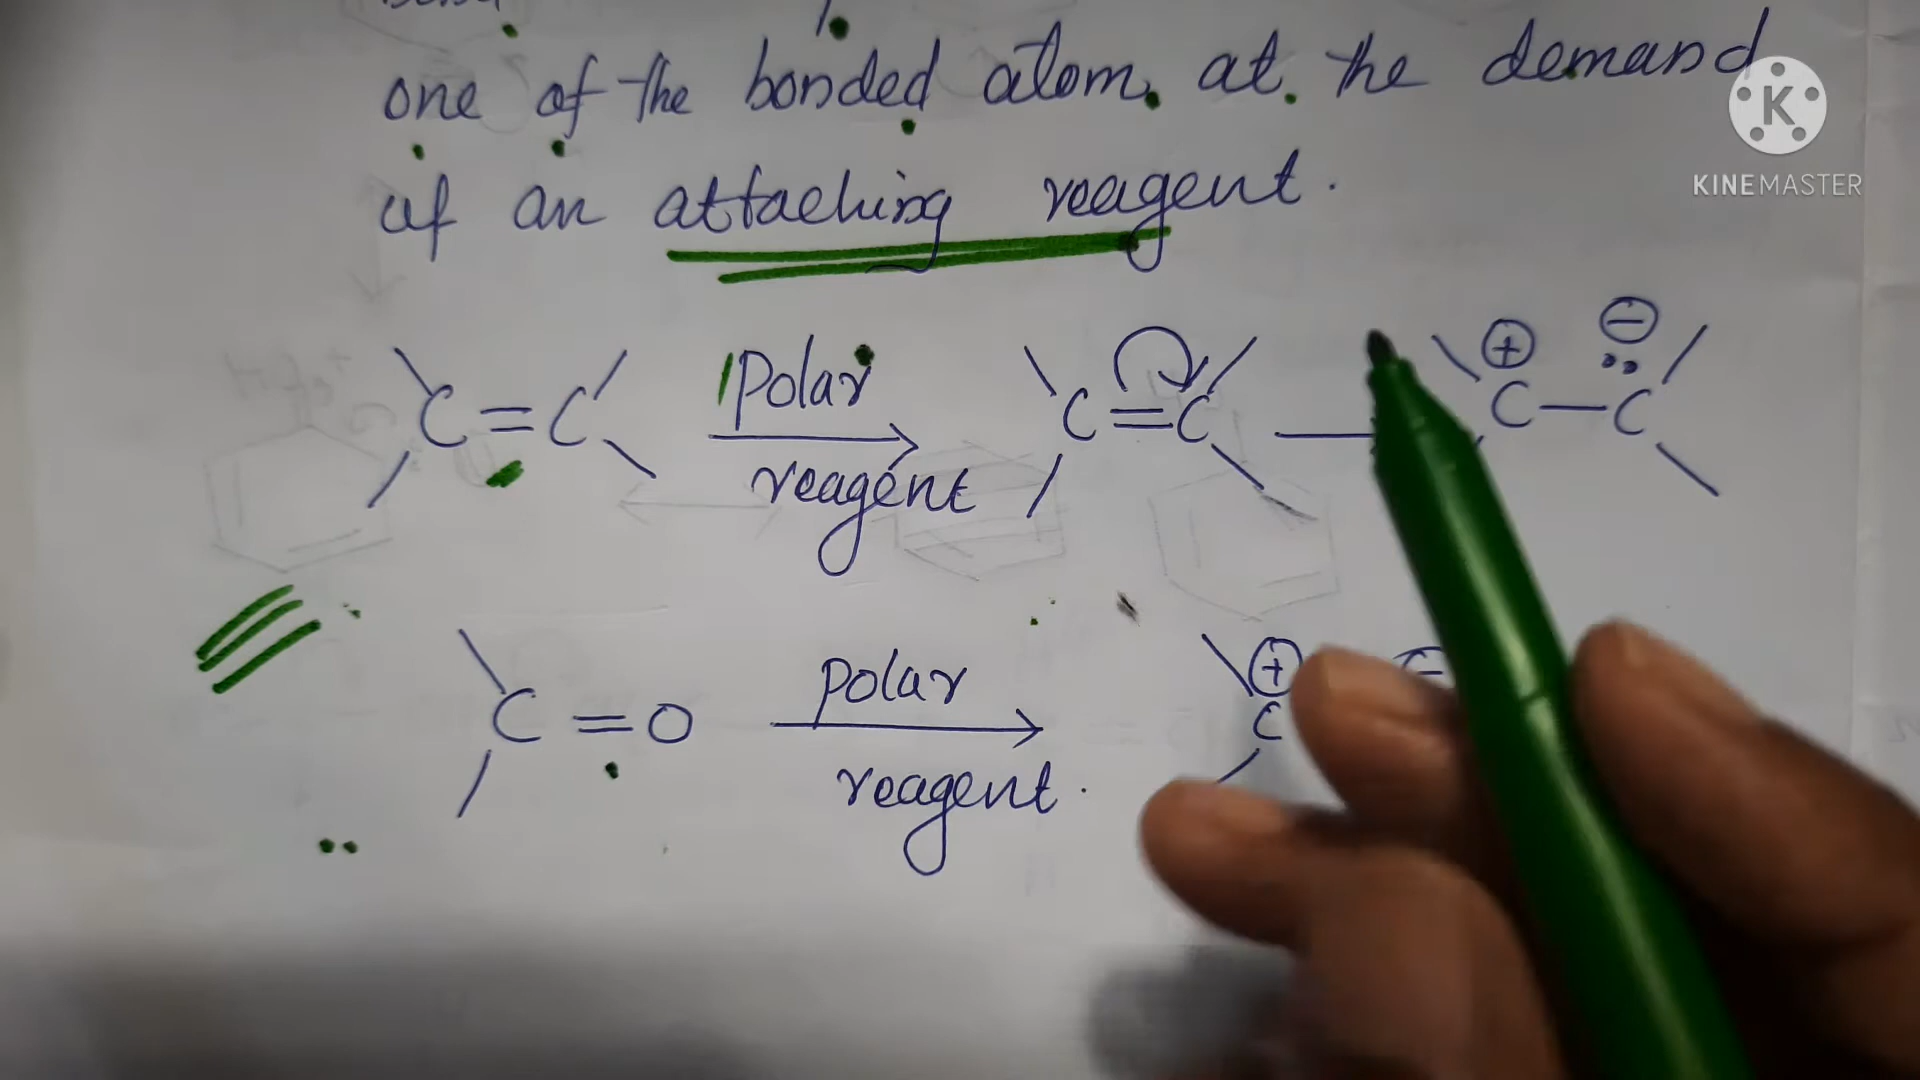 one of the bonded atom. at the demand
of an attaching reagent.
K
KINEMASTER
C=C Polar reagent C=C C-C
C=O polar reagent. C